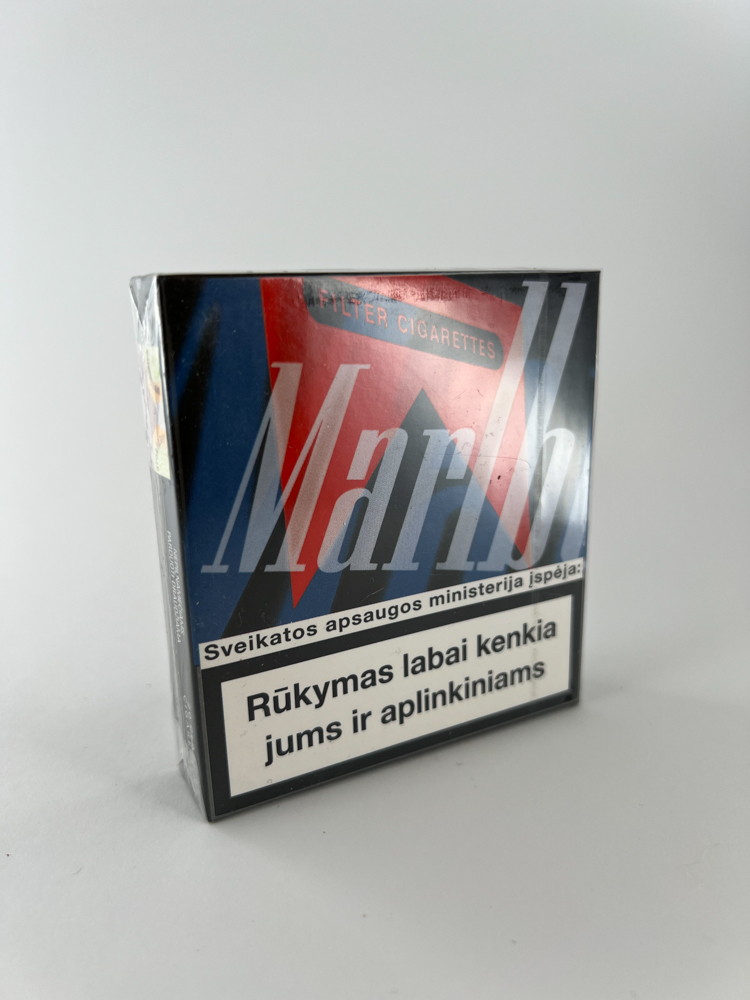 FILTER CIGARETTES
Marlb
Sveikatos apsaugos ministerija įspėja:
Rūkymas labai kenkia
jums ir aplinkiniams